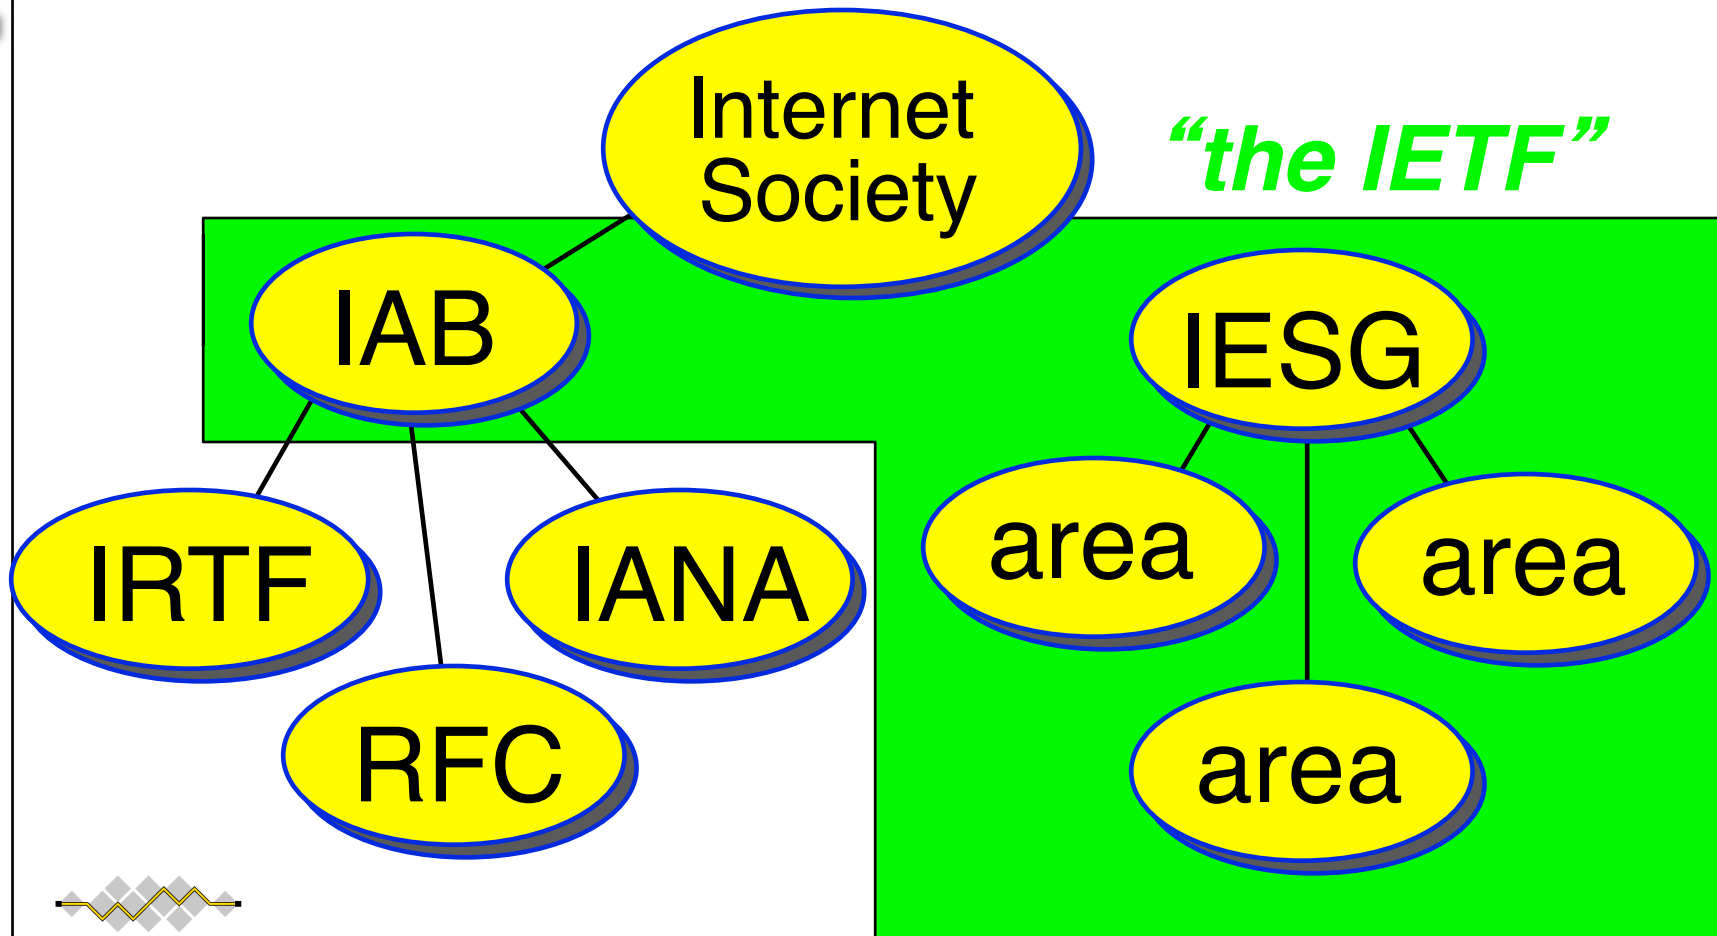 Internet
Society
“the IETF”
IAB
IESG
IRTF
IANA
area
area
RFC
area